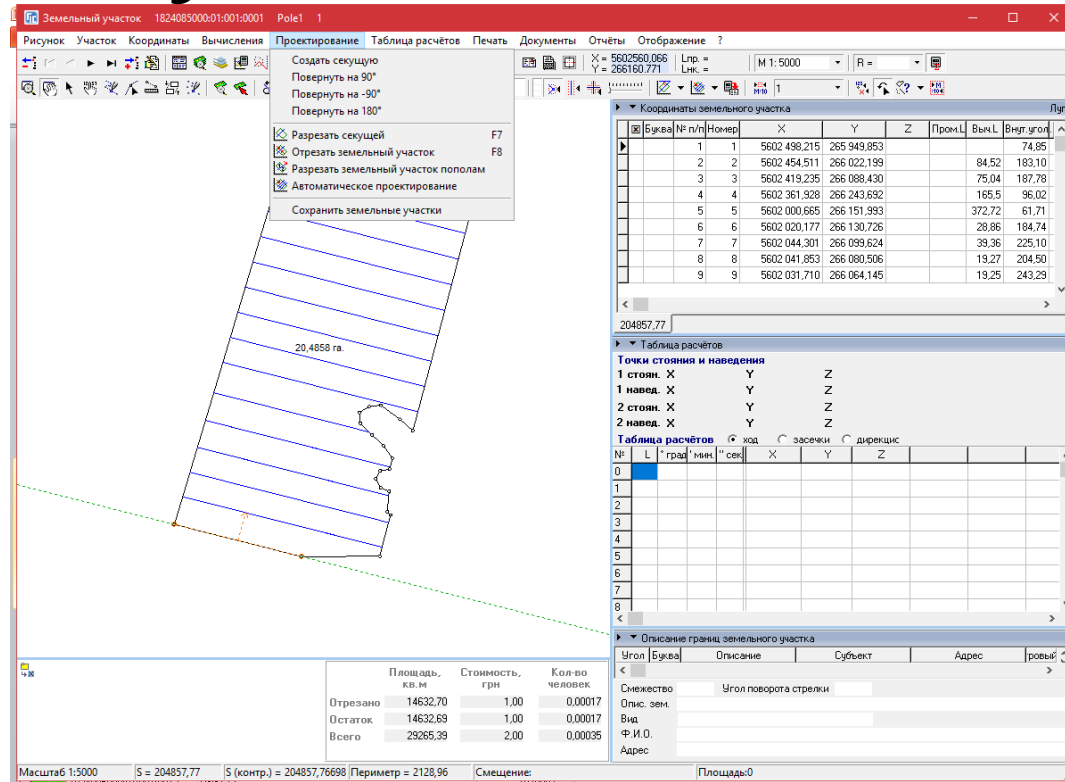 Земельный участок 1824085000:01:001:0001 Pole1 1
Рисунок Участок Координаты Вычисления Проектирование Таблица расчётов Печать Документы Отчёты Отображение ?
X = 5602560,066 Lпр. =
Y = 266160.771 Lнк. =
М 1:5000
R =
1
Создать секущую
Повернуть на 90°
Повернуть на -90°
Повернуть на 180°
Разрезать секущей F7
Отрезать земельный участок F8
Разрезать земельный участок пополам
Автоматическое проектирование
Сохранить земельные участки
20,4858 га.
Координаты земельного участка
Буква № п/п Номер X Y Z Пром.L Выч.L Внут.угол.
1 1 5602 498,215 265 949,853 74,85
2 2 5602 454,511 266 022,199 84,52 183,10
3 3 5602 419,235 266 088,430 75,04 187,78
4 4 5602 361,928 266 243,692 165,5 96,02
5 5 5602 000,665 266 151,993 372,72 61,71
6 6 5602 020,177 266 130,726 28,86 184,74
7 7 5602 044,301 266 099,624 39,36 225,10
8 8 5602 041,853 266 080,506 19,27 204,50
9 9 5602 031,710 266 064,145 19,25 243,29
204857,77
Таблица расчётов
Точки стояния и наведения
1 стоян. X Y Z
1 навед. X Y Z
2 стоян. X Y Z
2 навед. X Y Z
Таблица расчётов ход засечки дирекцис
№ L ° град ' мин. " сек X Y Z
0
1
2
3
4
5
6
7
8
Описание границ земельного участка
Угол Буква Описание Субъект Адрес ровый
Смежество Угол поворота стрелки
Опис. зем.
Вид
Ф.И.О.
Адрес
Площадь, кв.м Стоимость, грн Кол-во человек
Отрезано 14632,70 1,00 0,00017
Остаток 14632,69 1,00 0,00017
Всего 29265,39 2,00 0,00035
Масштаб 1:5000 S = 204857,77 S (контр.) = 204857,76698 Периметр = 2128,96 Смещение: Площадь:0